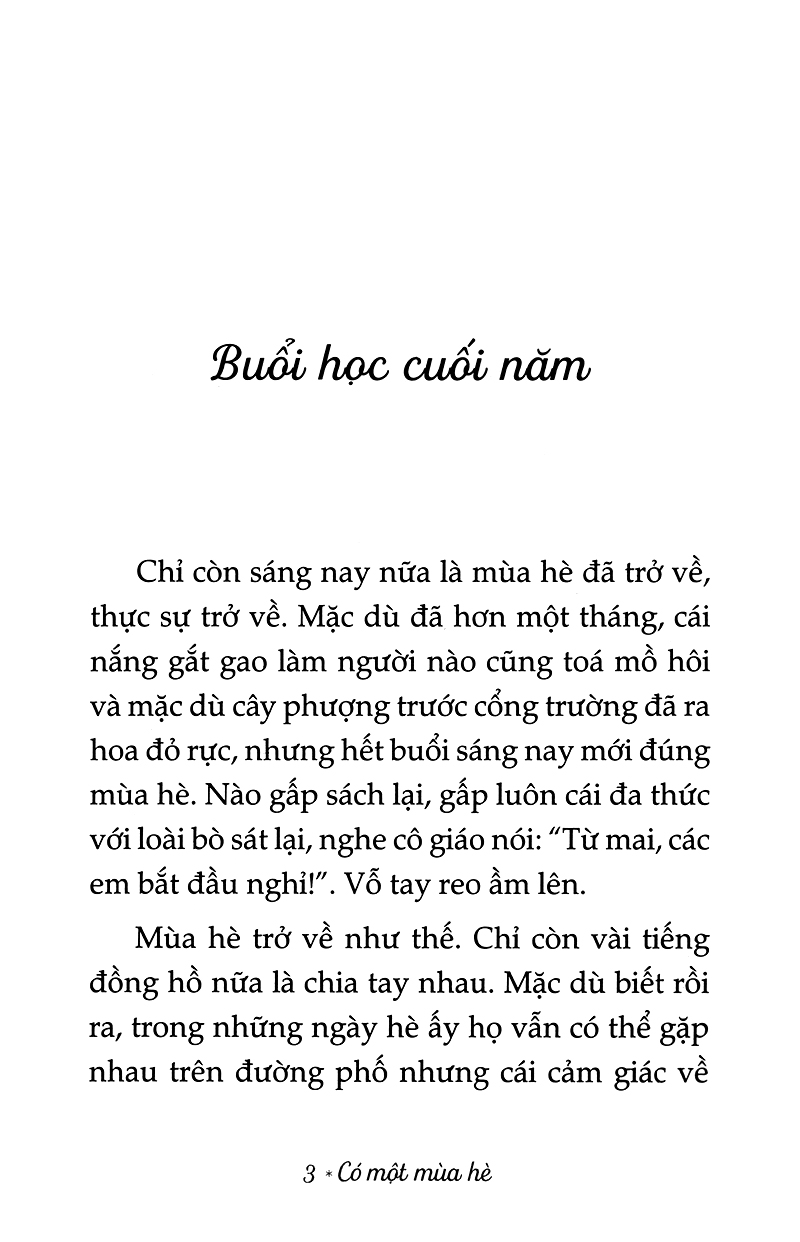 Buổi học cuối năm
Chỉ còn sáng nay nữa là mùa hè đã trở về,
thực sự trở về. Mặc dù đã hơn một tháng, cái
nắng gắt gao làm người nào cũng toá mồ hôi
và mặc dù cây phượng trước cổng trường đã ra
hoa đỏ rực, nhưng hết buổi sáng nay mới đúng
mùa hè. Nào gấp sách lại, gấp luôn cái đa thức
với loài bò sát lại, nghe cô giáo nói: “Từ mai, các
em bắt đầu nghỉ!”. Vỗ tay reo ầm lên.
Mùa hè trở về như thế. Chỉ còn vài tiếng
đồng hồ nữa là chia tay nhau. Mặc dù biết rồi
ra, trong những ngày hè ấy họ vẫn có thể gặp
nhau trên đường phố nhưng cái cảm giác về
3 * Có một mùa hè